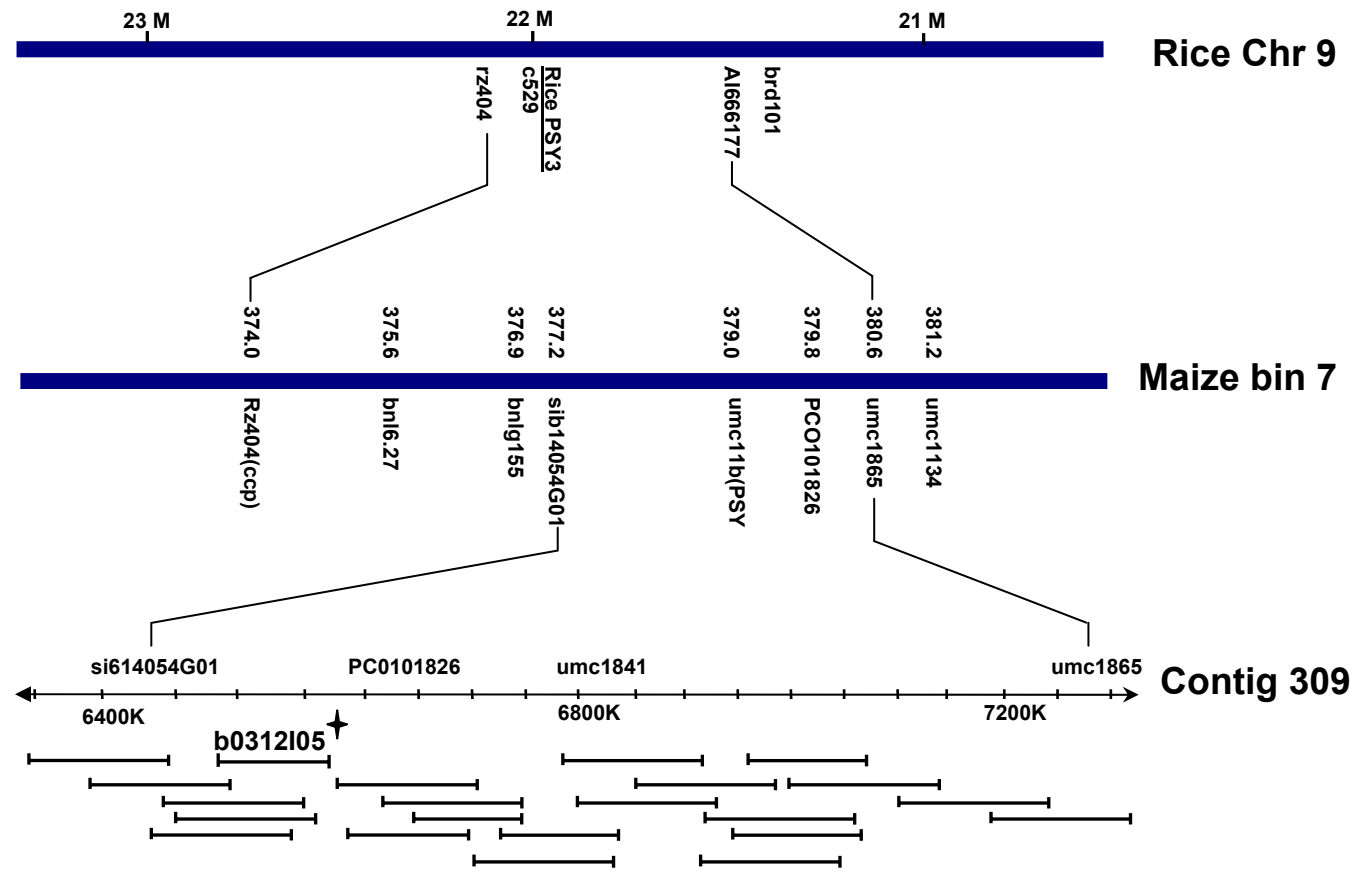 23 M
22 M
21 M
Rice Chr 9
rz404
c529
Rice PSY3
AI666177
brd101
374.0
375.6
376.9
377.2
379.0
379.8
380.6
381.2
Maize bin 7
Rz404(ccp)
bnl6.27
bnlg155
sib14054G01
umc11b(PSY
PCO101826
umc1865
umc1134
si614054G01
PC0101826
umc1841
umc1865
Contig 309
6400K
6800K
7200K
b0312I05